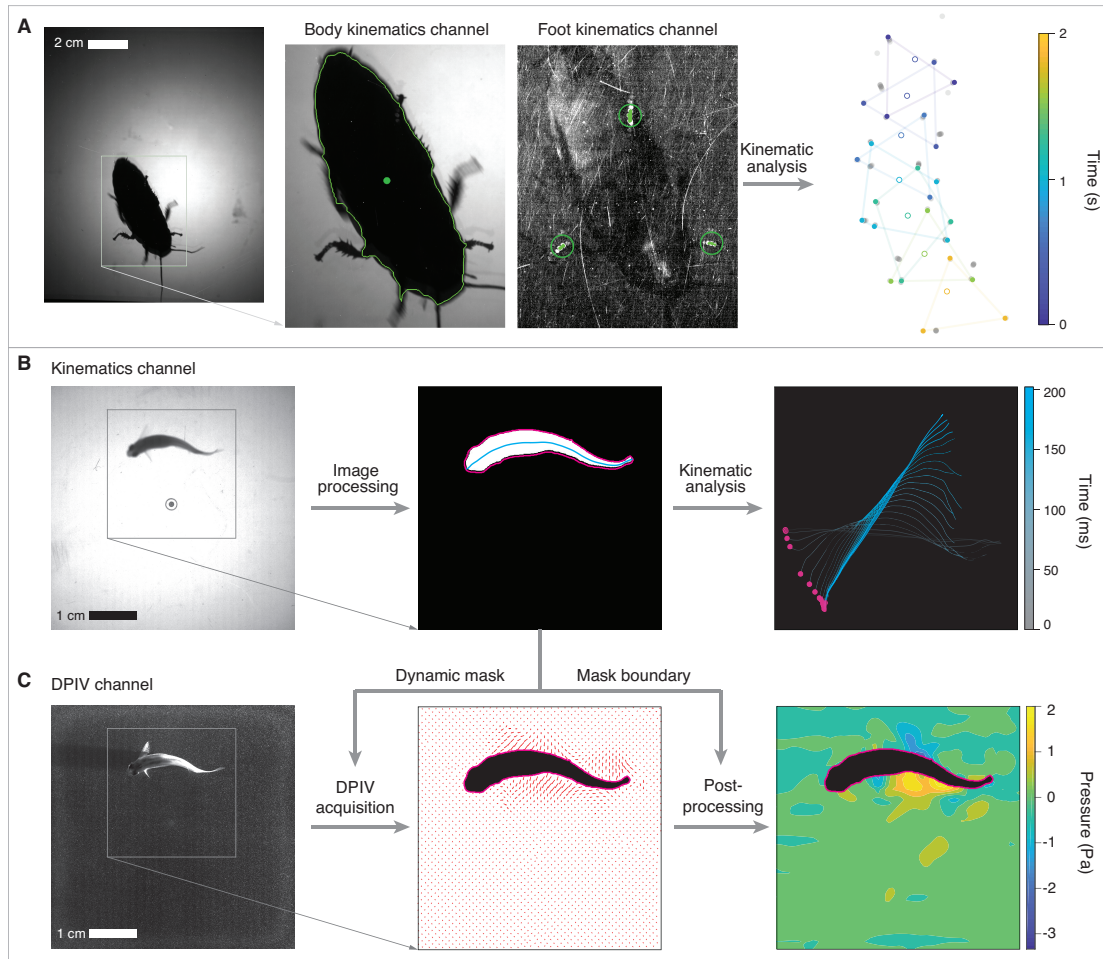 A
2 cm
Body kinematics channel
Foot kinematics channel
Kinematic
analysis
2
1
0
Time (s)
B
Kinematics channel
1 cm
Image
processing
Kinematic
analysis
200
150
100
50
0
Time (ms)
C
DPIV channel
1 cm
Dynamic mask
Mask boundary
DPIV
acquisition
Post-
processing
2
1
0
-1
-2
-3
Pressure (Pa)